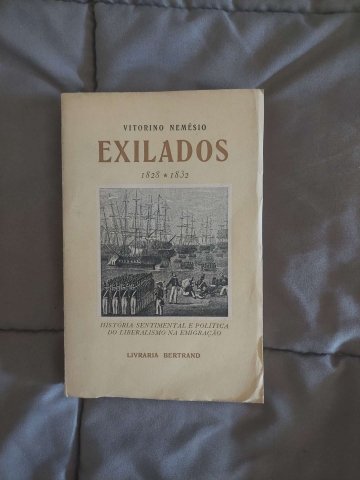 VITORINO NEMÉSIO
EXILADOS
1828 * 1832
HISTÓRIA SENTIMENTAL E POLÍTICA
DO LIBERALISMO NA EMIGRAÇÃO
LIVRARIA BERTRAND